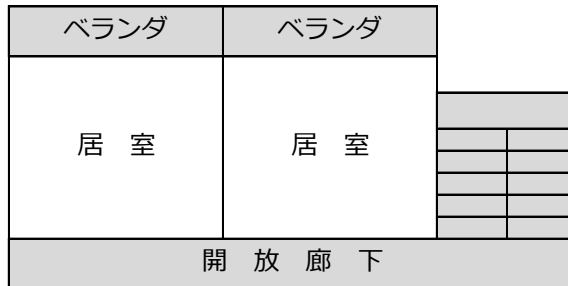 ベランダ ベランダ
居 室 居 室
開 放 廊 下